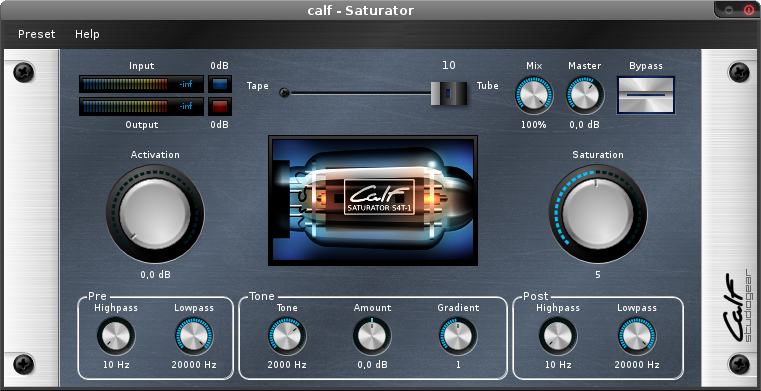 calf - Saturator
Preset Help
Input 0dB
-inf
-inf
Output 0dB
Tape
10
Tube
Mix Master Bypass
100% 0,0 dB
Activation
0,0 dB
Calf
SATURATOR S4T-1
Saturation
5
Pre
Highpass Lowpass
10 Hz 20000 Hz
Tone
Tone Amount Gradient
2000 Hz 0,0 dB 1
Post
Highpass Lowpass
10 Hz 20000 Hz
Calf
studiogear